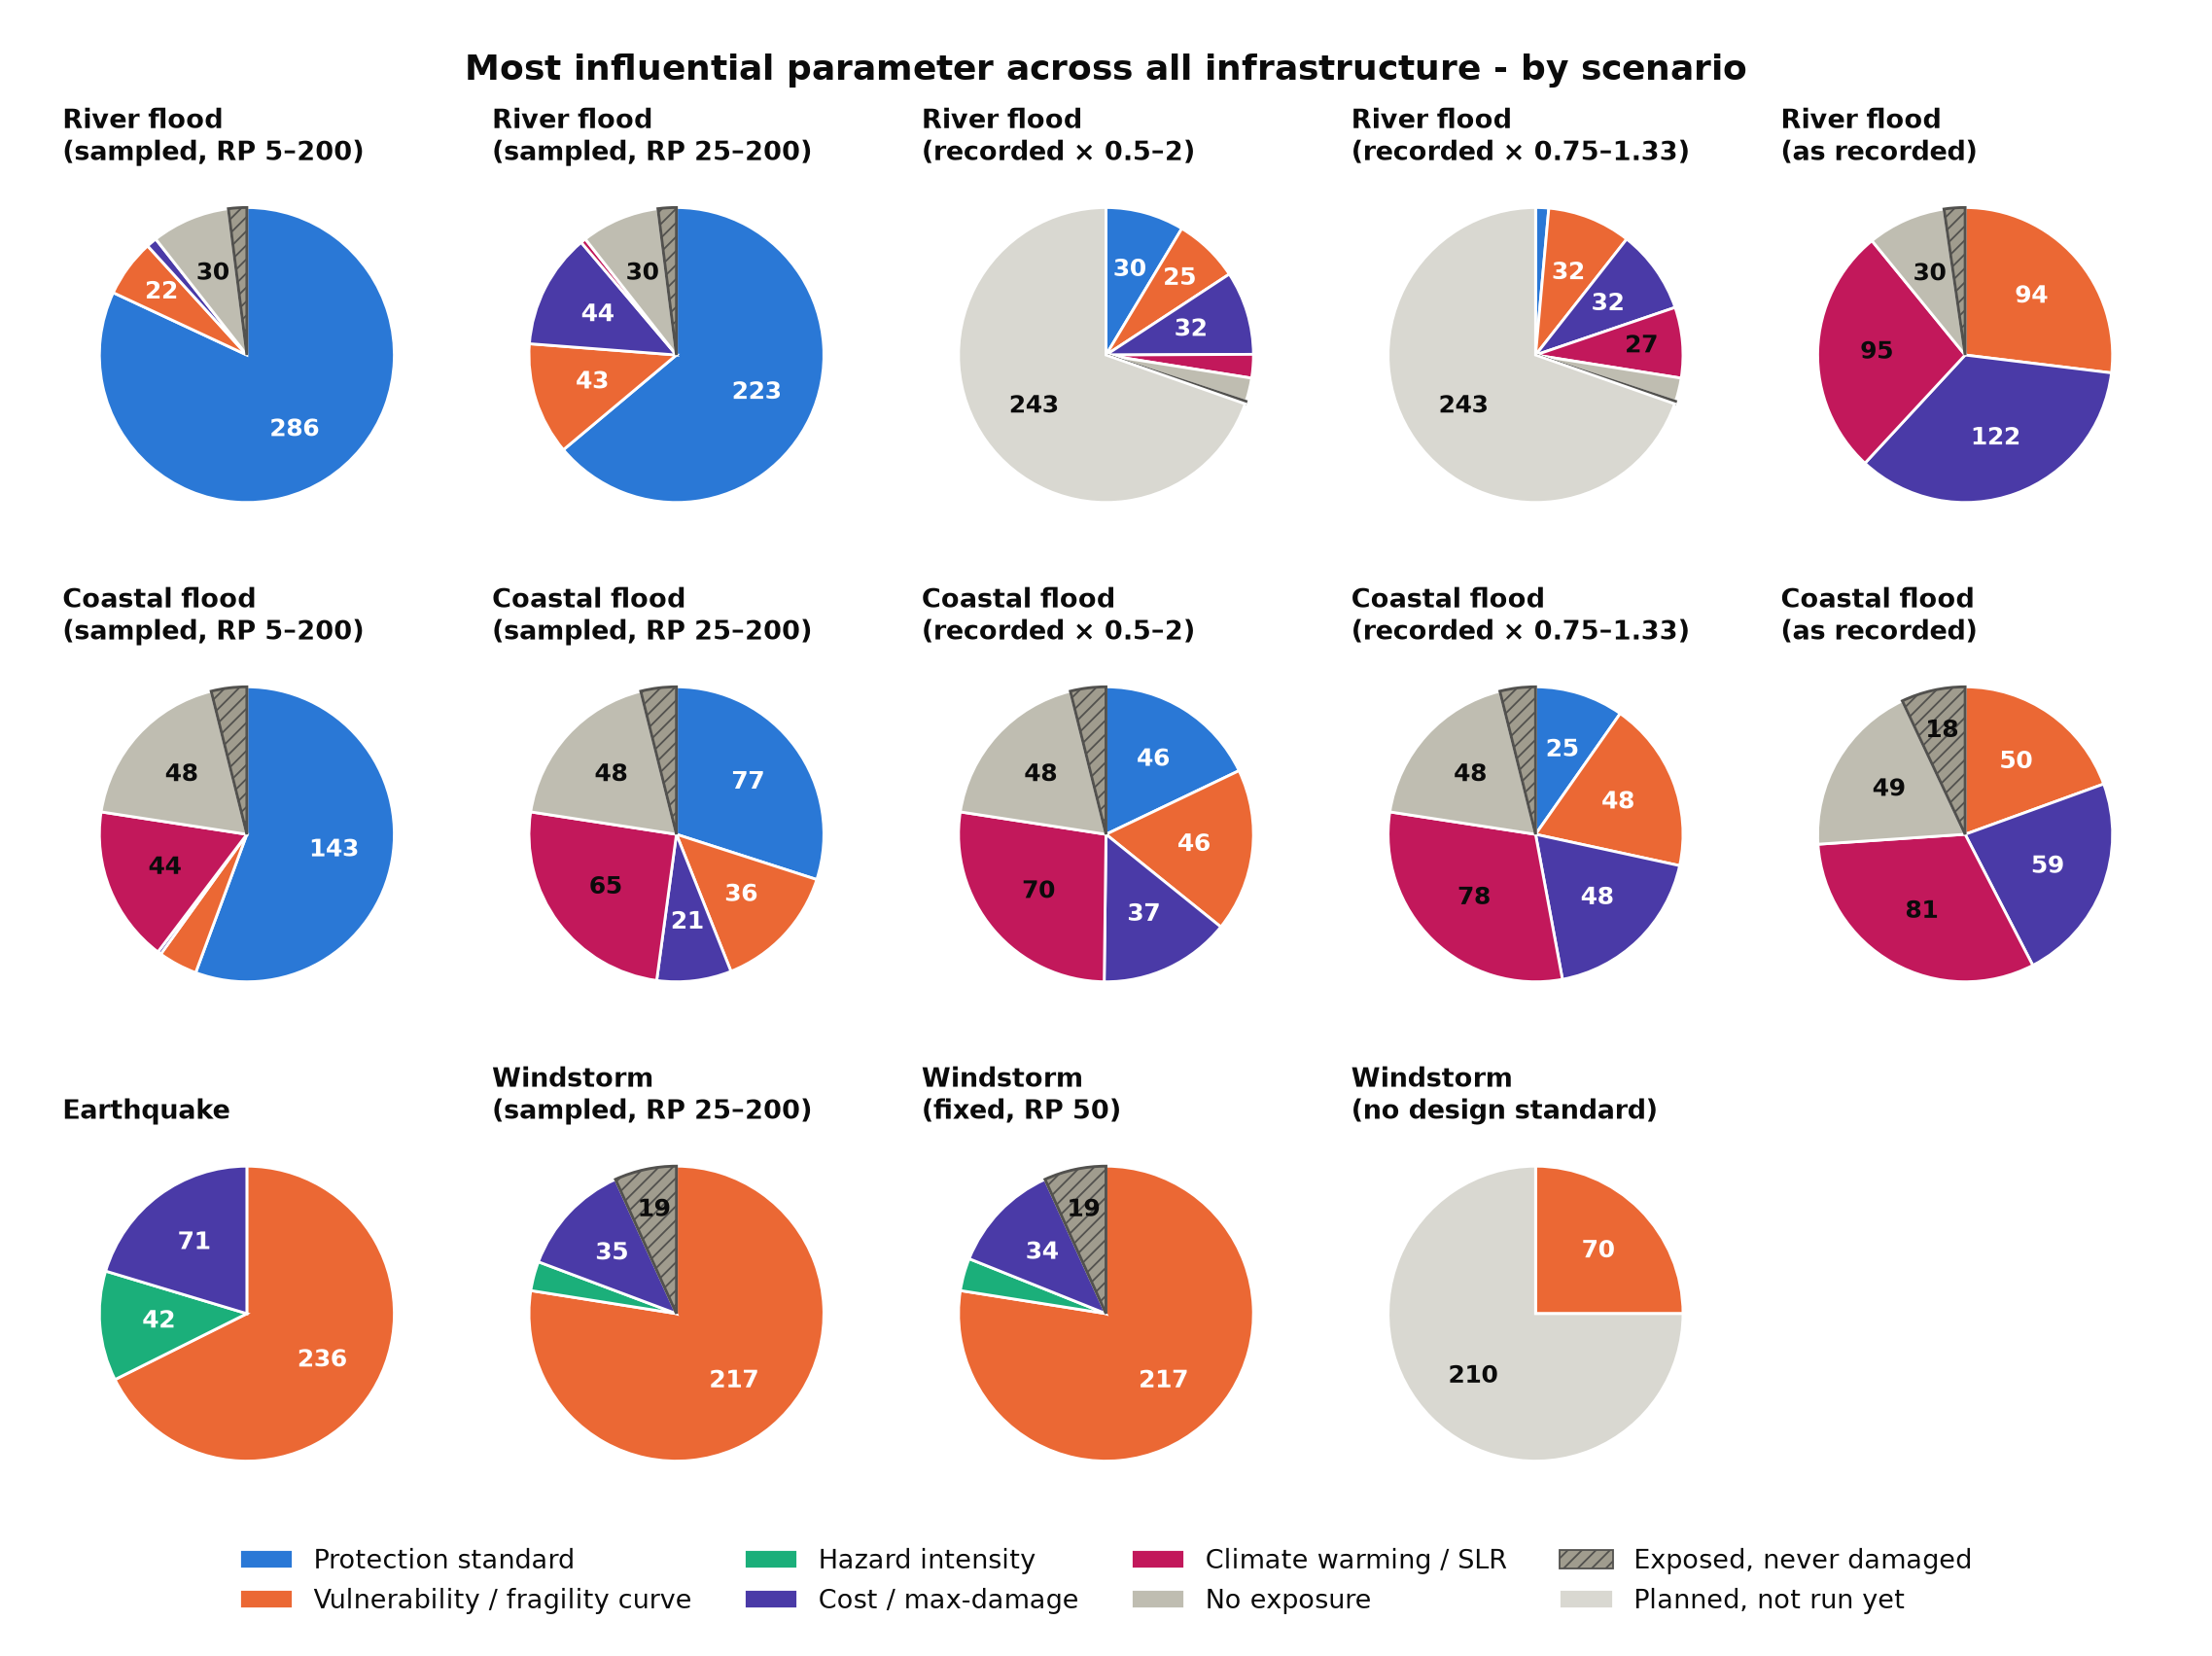 Most influential parameter across all infrastructure - by scenario
River flood
(sampled, RP 5–200)
River flood
(sampled, RP 25–200)
River flood
(recorded × 0.5–2)
River flood
(recorded × 0.75–1.33)
River flood
(as recorded)
30
22
286
30
44
43
223
30
25
32
243
32
32
27
243
30
94
95
122
Coastal flood
(sampled, RP 5–200)
Coastal flood
(sampled, RP 25–200)
Coastal flood
(recorded × 0.5–2)
Coastal flood
(recorded × 0.75–1.33)
Coastal flood
(as recorded)
48
143
44
48
77
65
36
21
48
46
46
70
37
48
25
48
78
48
18
50
49
59
81
Earthquake
Windstorm
(sampled, RP 25–200)
Windstorm
(fixed, RP 50)
Windstorm
(no design standard)
71
42
236
19
35
217
19
34
217
70
210
Protection standard
Vulnerability / fragility curve
Hazard intensity
Cost / max-damage
Climate warming / SLR
No exposure
Exposed, never damaged
Planned, not run yet